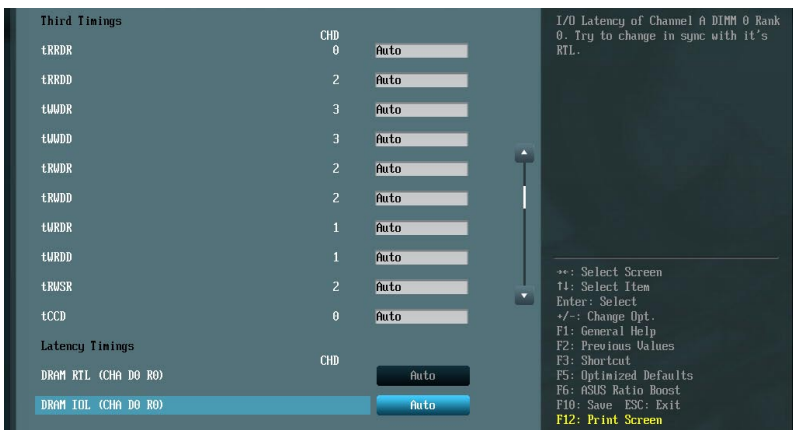 Third Timings
CHD
tRRDR 0 Auto
tRRDD 2 Auto
tWWDR 3 Auto
tWWDD 3 Auto
tRWDR 2 Auto
tRWDD 2 Auto
tWRDR 1 Auto
tWRDD 1 Auto
tRWSR 2 Auto
tCCD 0 Auto
Latency Timings
CHD
DRAM RTL (CHA D0 R0) Auto
DRAM IOL (CHA D0 R0) Auto
I/O Latency of Channel A DIMM 0 Rank
0. Try to change in sync with it's
RTL.
→←: Select Screen
↑↓: Select Item
Enter: Select
+/-: Change Opt.
F1: General Help
F2: Previous Values
F3: Shortcut
F5: Optimized Defaults
F6: ASUS Ratio Boost
F10: Save ESC: Exit
F12: Print Screen